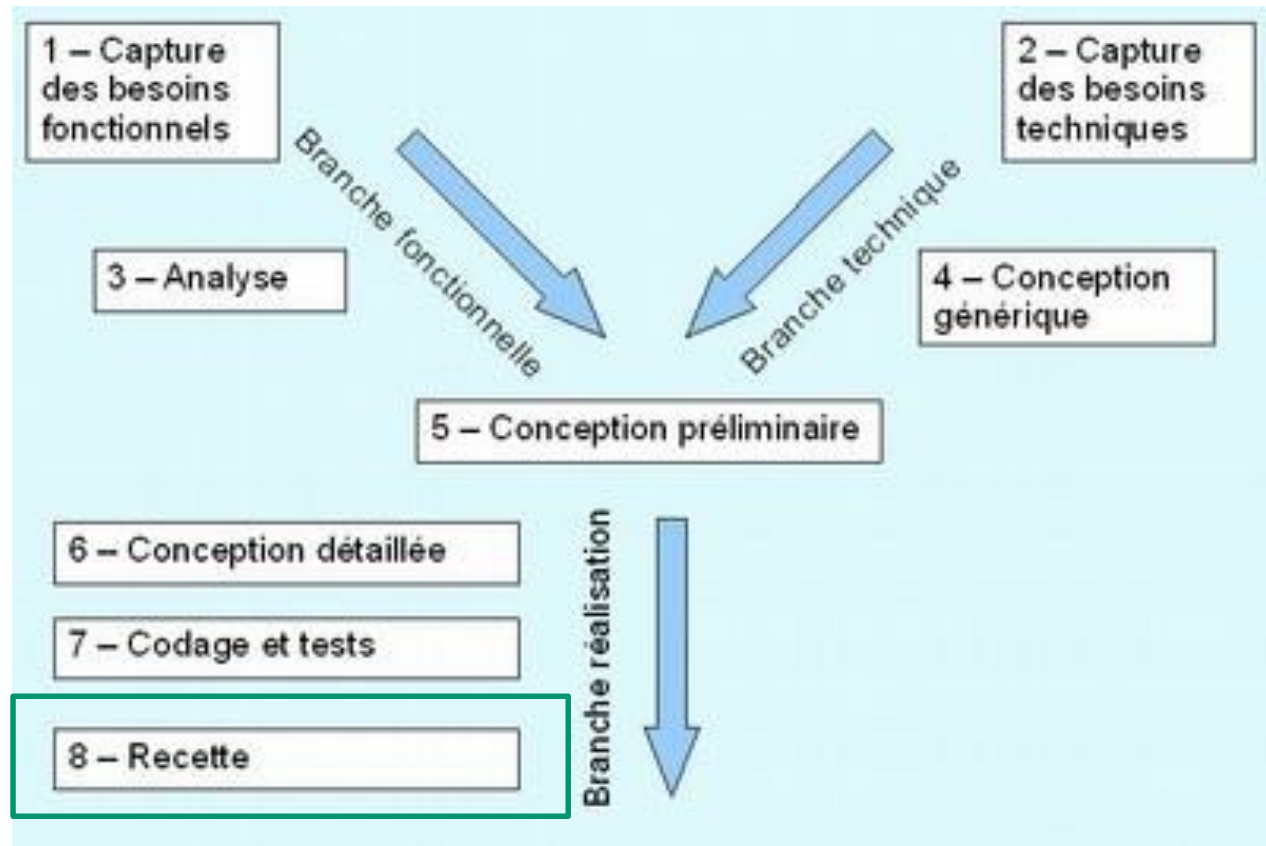 1 – Capture
des besoins
fonctionnels
2 – Capture
des besoins
techniques
Branche fonctionnelle
Branche technique
3 – Analyse
4 – Conception
générique
5 – Conception préliminaire
6 – Conception détaillée
7 – Codage et tests
8 – Recette
Branche réalisation